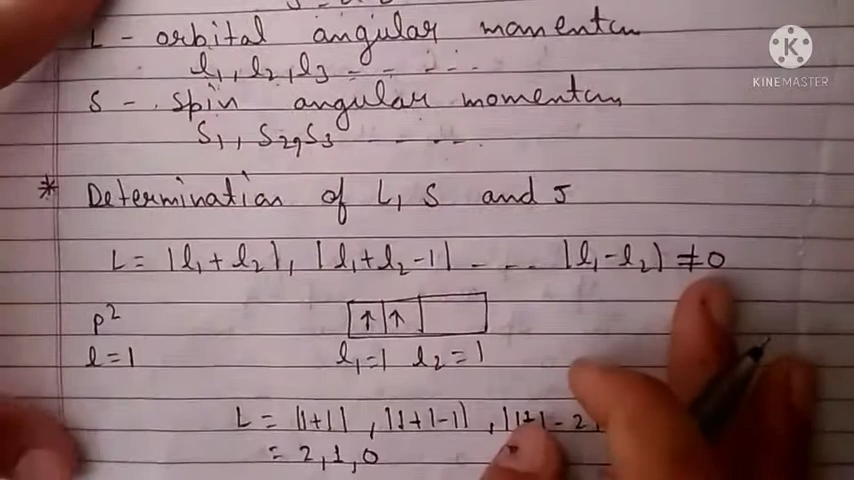 L - orbital angular momentum
l₁, l₂, l₃ - - - - - -
S - spin angular momentum
S₁, S₂, S₃ - - - - -
* Determination of L, S and J
L = |l₁ + l₂|, |l₁ + l₂ - 1| - - - - |l₁ - l₂| ≠ 0
p² ↑ ↑
l = 1 l₁ = 1 l₂ = 1
L = |1+1|, |1+1-1|, |1+1-2|
= 2, 1, 0
K
KINEMASTER